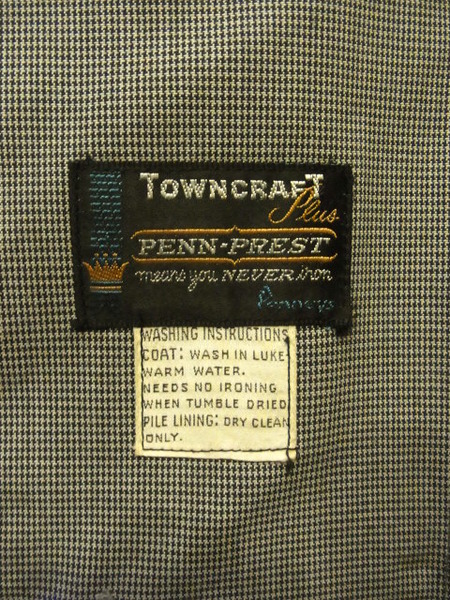 TOWNCRAFT
Plus
PENN-PREST
means you NEVER iron
Penneys
WASHING INSTRUCTIONS
COAT: WASH IN LUKE-
WARM WATER.
NEEDS NO IRONING
WHEN TUMBLE DRIED
PILE LINING: DRY CLEAN
ONLY.